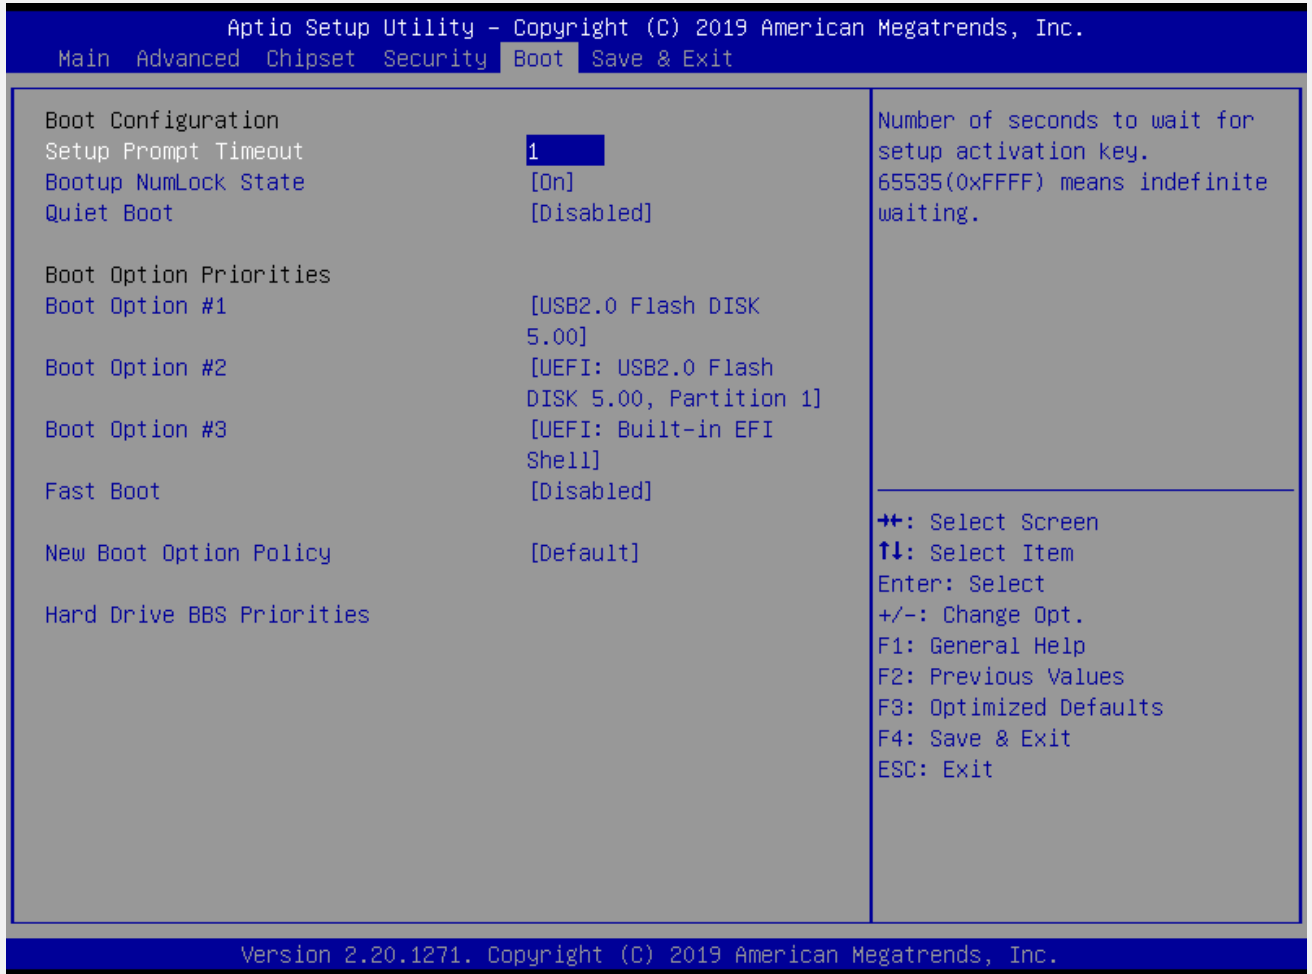 Aptio Setup Utility – Copyright (C) 2019 American Megatrends, Inc.
Main Advanced Chipset Security Boot Save & Exit
Boot Configuration
Setup Prompt Timeout 1
Bootup NumLock State [On]
Quiet Boot [Disabled]
Boot Option Priorities
Boot Option #1 [USB2.0 Flash DISK
5.00]
Boot Option #2 [UEFI: USB2.0 Flash
DISK 5.00, Partition 1]
Boot Option #3 [UEFI: Built-in EFI
Shell]
Fast Boot [Disabled]
New Boot Option Policy [Default]
Hard Drive BBS Priorities
Number of seconds to wait for
setup activation key.
65535(0xFFFF) means indefinite
waiting.
→←: Select Screen
↑↓: Select Item
Enter: Select
+/-: Change Opt.
F1: General Help
F2: Previous Values
F3: Optimized Defaults
F4: Save & Exit
ESC: Exit
Version 2.20.1271. Copyright (C) 2019 American Megatrends, Inc.